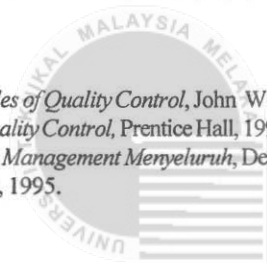 les of Quality Control, John W
ality Control, Prentice Hall, 19
Management Menyeluruh, De
, 1995.
MALAYSIA